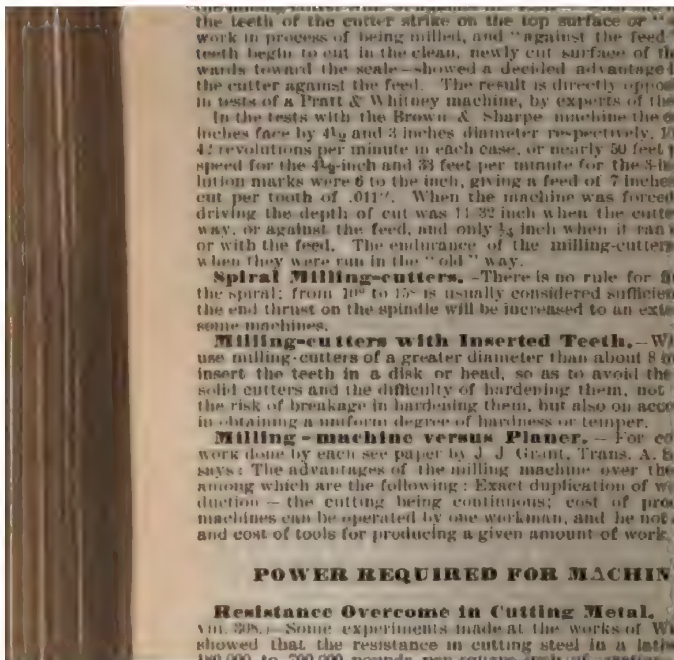 the teeth of the cutter strike on the top surface or "
work in process of being milled, and "against the feed
teeth begin to cut in the clean, newly cut surface of
wards toward the scale—showed a decided advantage
the cutter against the feed. The result is directly
in tests of a Pratt & Whitney machine, by experts of the
In the tests with the Brown & Sharpe machine the
inches face by 4½ and 3 inches diameter respectively,
42 revolutions per minute in each case, or nearly 50 feet
speed for the 4½-inch and 33 feet per minute for the
lution marks were 6 to the inch, giving a feed of 7
cut per tooth of .011". When the machine was forced
driving the depth of cut was 11/32 inch when the
way, or against the feed, and only ¼ inch when it ran
or with the feed. The endurance of the milling-cutters
when they were run in the "old" way.
Spiral Milling-cutters. -There is no rule for
the spiral; from 10° to 15° is usually considered
the end thrust on the spindle will be increased to an
some machines.
Milling-cutters with Inserted Teeth.—
use milling-cutters of a greater diameter than about 8
insert the teeth in a disk or head, so as to avoid the
solid cutters and the difficulty of hardening them, not
the risk of breakage in hardening them, but also on
in obtaining a uniform degree of hardness or temper.
Milling-machine versus Planer. — For
work done by each see paper by J. J. Grant, Trans. A.
says: The advantages of the milling machine over the
among which are the following: Exact duplication of
duction — the cutting being continuous; cost of
machines can be operated by one workman, and he not
and cost of tools for producing a given amount of work.
POWER REQUIRED FOR MACHIN
Resistance Overcome in Cutting Metal.
viii. 308.)—Some experiments made at the works of
showed that the resistance in cutting steel in a
180,000 to 200,000 pounds per square inch of